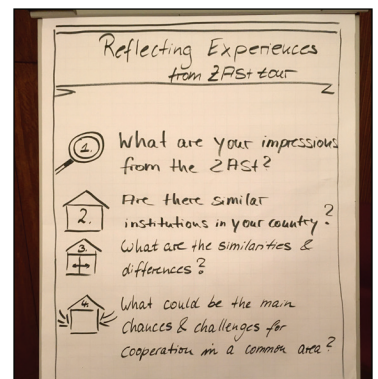 Reflecting Experiences
from ZASt tour
1. What are your impressions
from the ZASt?
2. Are there similar
institutions in your country?
3. What are the similarities &
differences?
4. What could be the main
chances & challenges for
cooperation in a common area?